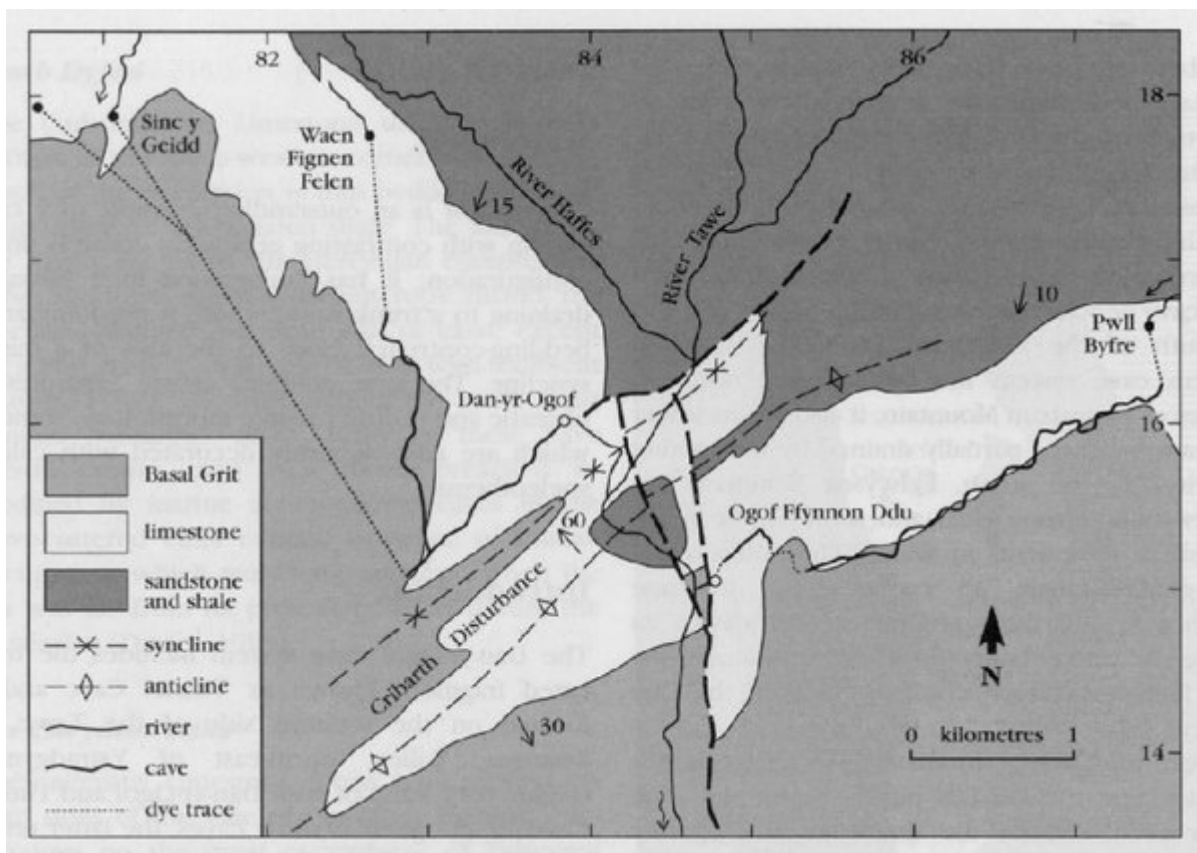 82
84
86
18
Sinc y
Geidd
Waen
Fignen
Felen
River Haffes
15
River Tawe
10
Pwll
Byfre
Dan-yr-Ogof
16
60
Ogof Ffynnon Ddu
Cribarth Disturbance
30
N
0 kilometres 1
14
Basal Grit
limestone
sandstone
and shale
syncline
anticline
river
cave
dye trace